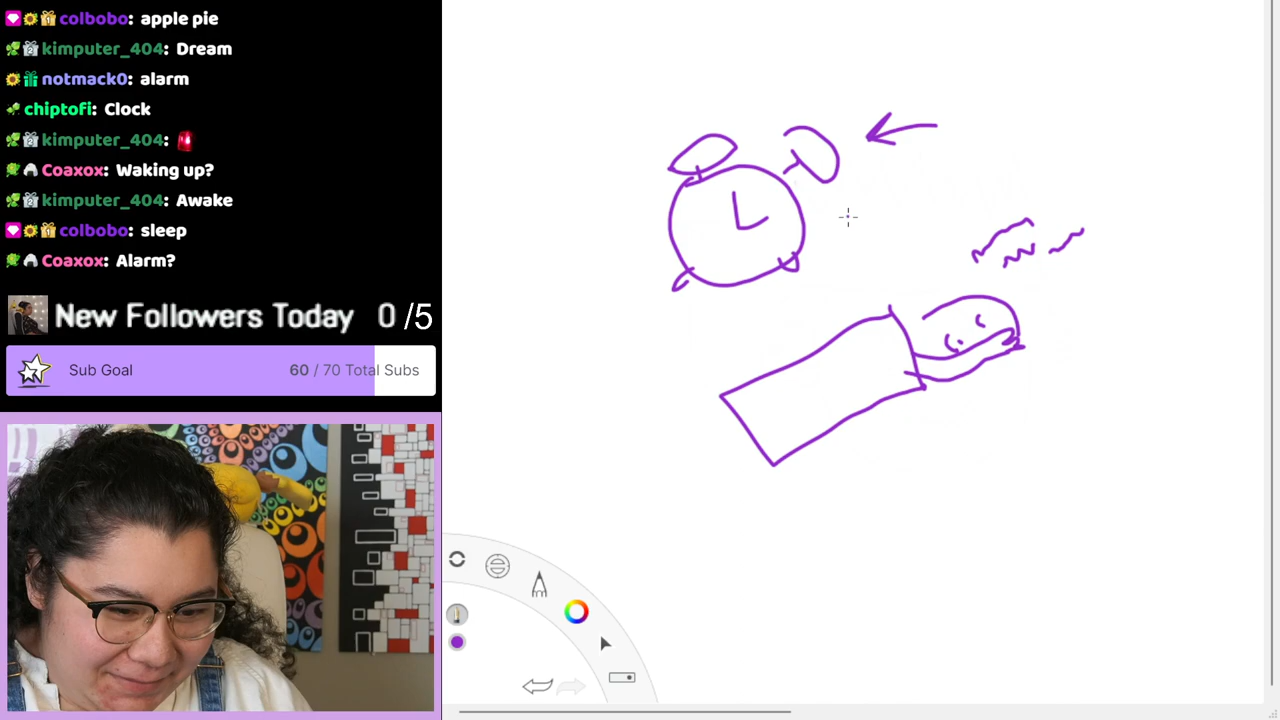 colbobo: apple pie
kimputer_404: Dream
notmack0: alarm
chiptofi: Clock
kimputer_404: 🚨
Coaxox: Waking up?
kimputer_404: Awake
colbobo: sleep
Coaxox: Alarm?
New Followers Today 0 /5
Sub Goal 60 / 70 Total Subs